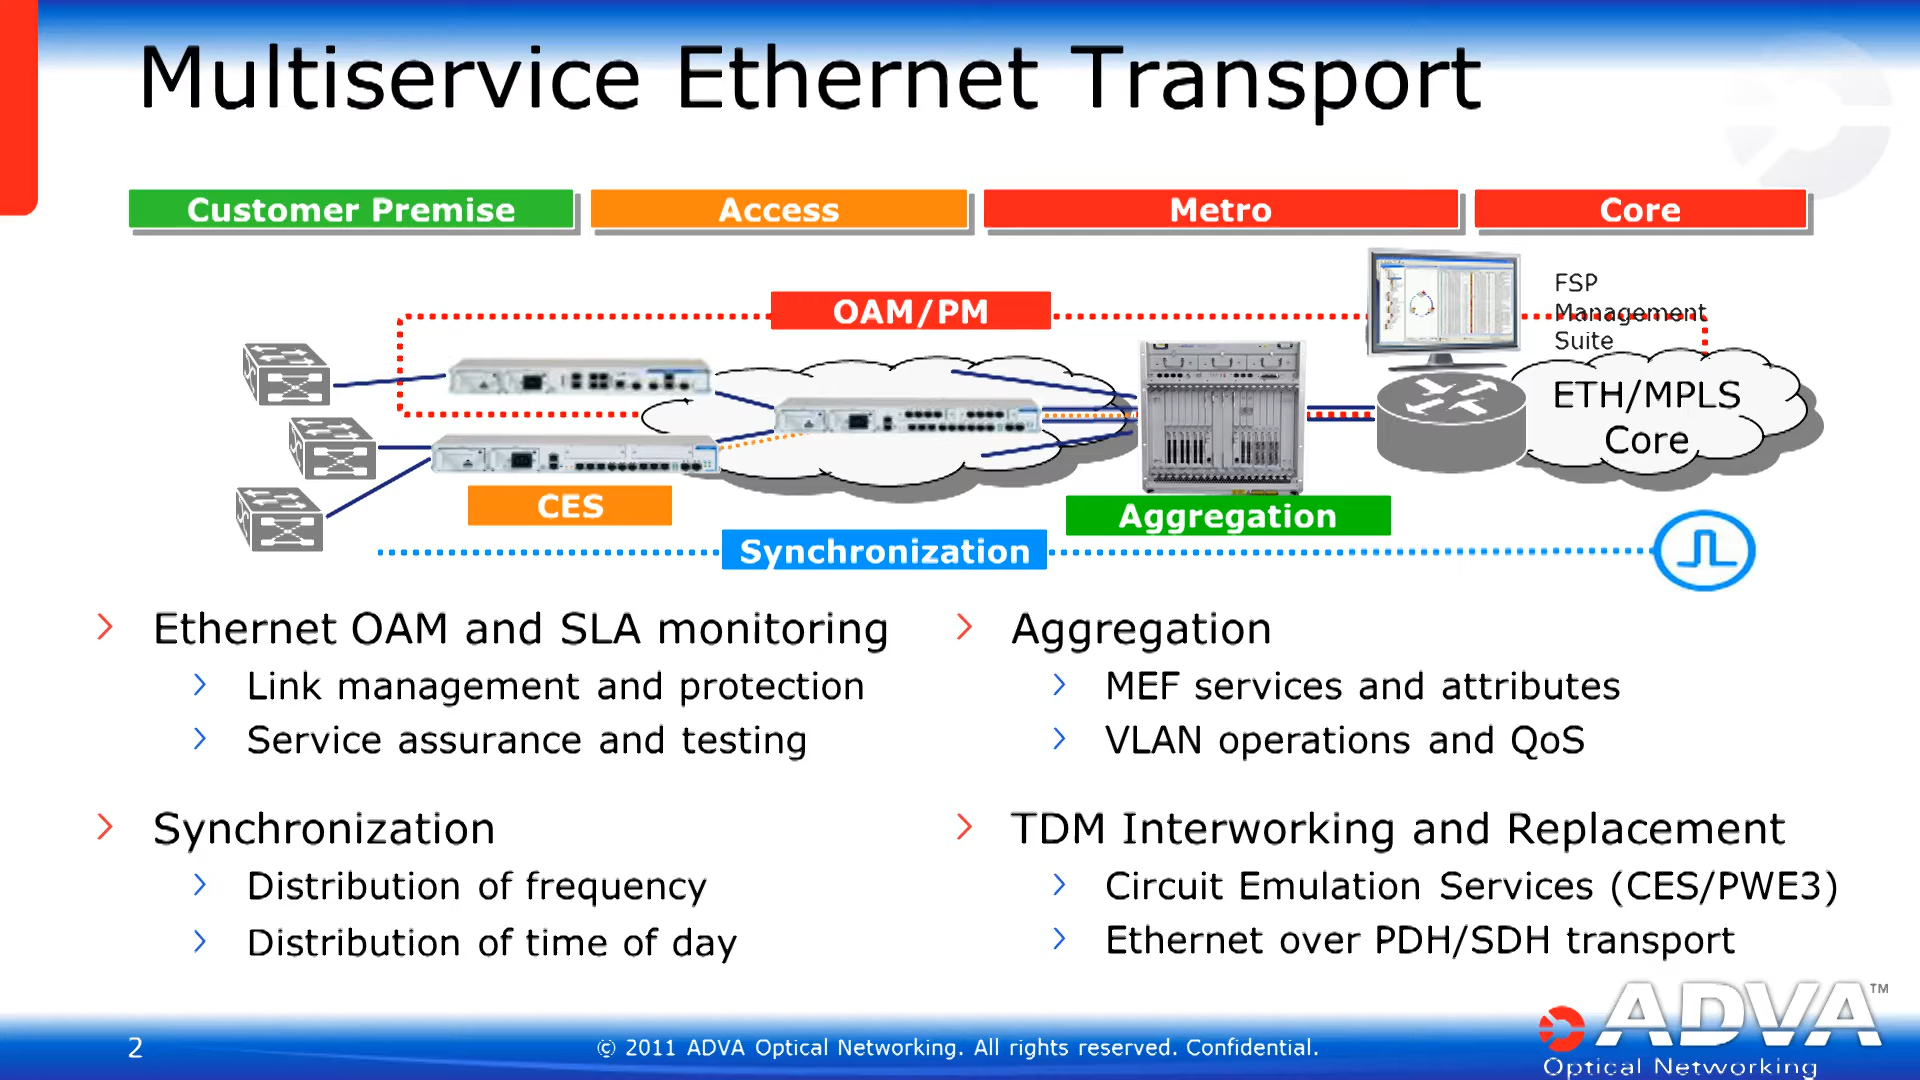 Multiservice Ethernet Transport
Customer Premise
Access
Metro
Core
OAM/PM
FSP
Management
Suite
ETH/MPLS
Core
CES
Aggregation
Synchronization
Ethernet OAM and SLA monitoring
Link management and protection
Service assurance and testing
Synchronization
Distribution of frequency
Distribution of time of day
Aggregation
MEF services and attributes
VLAN operations and QoS
TDM Interworking and Replacement
Circuit Emulation Services (CES/PWE3)
Ethernet over PDH/SDH transport
2
© 2011 ADVA Optical Networking. All rights reserved. Confidential.
ADVA™
Optical Networking